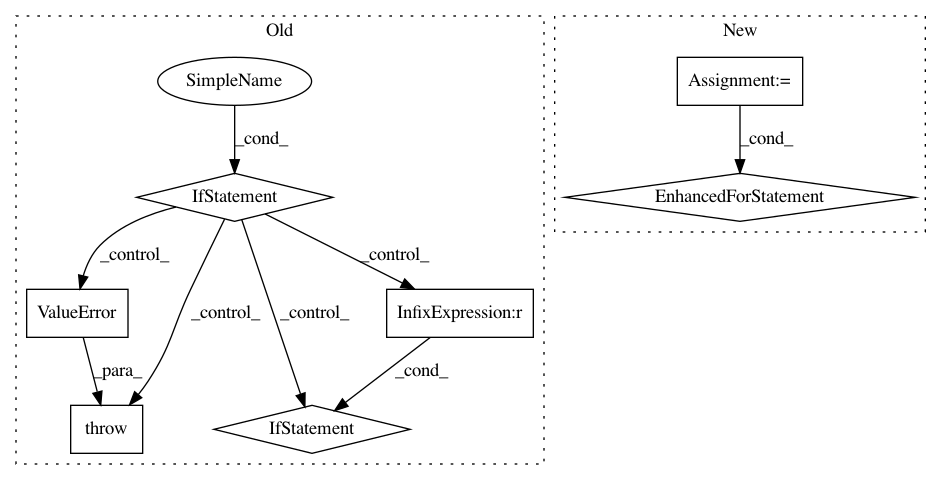 Old
New
SimpleName
Assignment:=
_cond_
_cond_
IfStatement
EnhancedForStatement
_control_
_control_
_control_
_control_
ValueError
InfixExpression:r
_para_
_cond_
throw
IfStatement